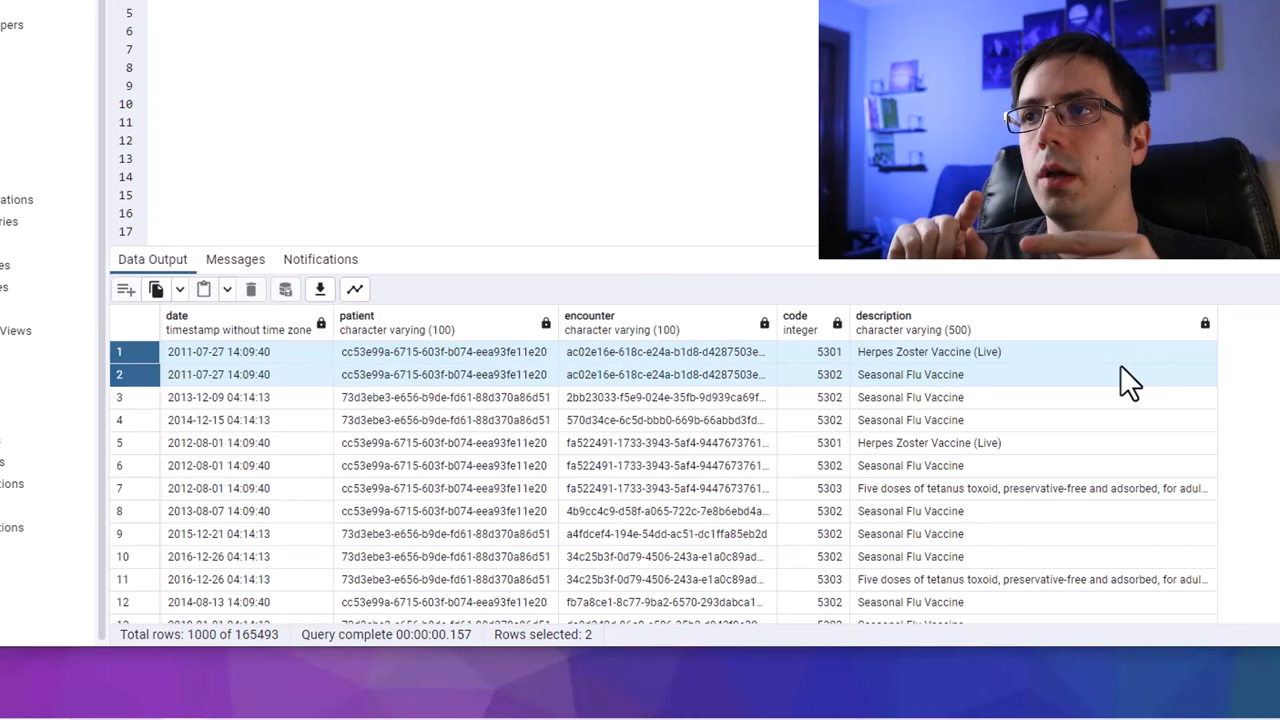 pers
ations
ries
es
es
Views
s
tions
tions
5
6
7
8
9
10
11
12
13
14
15
16
17
Data Output Messages Notifications
date patient encounter code description
timestamp without time zone character varying (100) character varying (100) integer character varying (500)
1 2011-07-27 14:09:40 cc53e99a-6715-603f-b074-eea93fe11e20 ac02e16e-618c-e24a-b1d8-d4287503e... 5301 Herpes Zoster Vaccine (Live)
2 2011-07-27 14:09:40 cc53e99a-6715-603f-b074-eea93fe11e20 ac02e16e-618c-e24a-b1d8-d4287503e... 5302 Seasonal Flu Vaccine
3 2013-12-09 04:14:13 73d3ebe3-e656-b9de-fd61-88d370a86d51 2bb23033-f5e9-024e-35fb-9d939ca69f... 5302 Seasonal Flu Vaccine
4 2014-12-15 04:14:13 73d3ebe3-e656-b9de-fd61-88d370a86d51 570d34ce-6c5d-bbb0-669b-66abbd3fd... 5302 Seasonal Flu Vaccine
5 2012-08-01 14:09:40 cc53e99a-6715-603f-b074-eea93fe11e20 fa522491-1733-3943-5af4-9447673761... 5301 Herpes Zoster Vaccine (Live)
6 2012-08-01 14:09:40 cc53e99a-6715-603f-b074-eea93fe11e20 fa522491-1733-3943-5af4-9447673761... 5302 Seasonal Flu Vaccine
7 2012-08-01 14:09:40 cc53e99a-6715-603f-b074-eea93fe11e20 fa522491-1733-3943-5af4-9447673761... 5303 Five doses of tetanus toxoid, preservative-free and adsorbed, for adul...
8 2013-08-07 14:09:40 cc53e99a-6715-603f-b074-eea93fe11e20 4b9cc4c9-d58f-a065-722c-7e8b6ebd4a... 5302 Seasonal Flu Vaccine
9 2015-12-21 04:14:13 73d3ebe3-e656-b9de-fd61-88d370a86d51 a4fdcef4-194e-54dd-ac51-dc1ffa85eb2d 5302 Seasonal Flu Vaccine
10 2016-12-26 04:14:13 73d3ebe3-e656-b9de-fd61-88d370a86d51 34c25b3f-0d79-4506-243a-e1a0c89ad... 5302 Seasonal Flu Vaccine
11 2016-12-26 04:14:13 73d3ebe3-e656-b9de-fd61-88d370a86d51 34c25b3f-0d79-4506-243a-e1a0c89ad... 5303 Five doses of tetanus toxoid, preservative-free and adsorbed, for adul...
12 2014-08-13 14:09:40 cc53e99a-6715-603f-b074-eea93fe11e20 fb7a8ce1-8c77-9ba2-6570-293dabca1... 5302 Seasonal Flu Vaccine
Total rows: 1000 of 165493 Query complete 00:00:00.157 Rows selected: 2